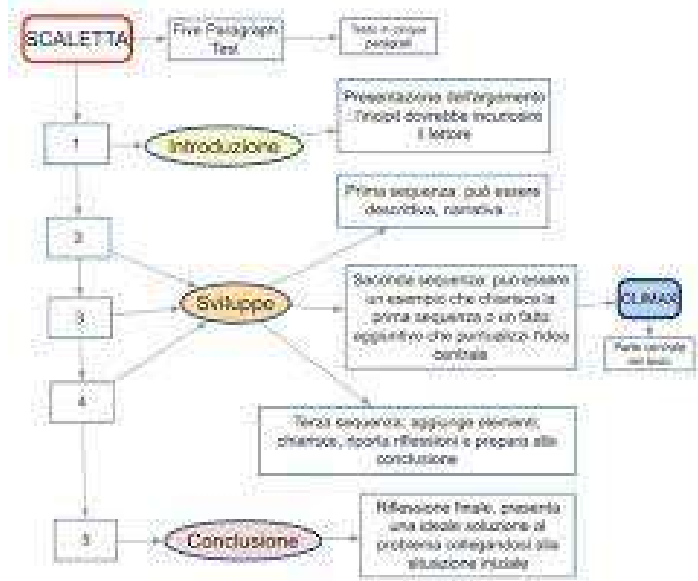 SCALETTA
Five Paragraph
Test
Testo in cinque
paragrafi
1
Introduzione
Presentazione dell'argomento
: l'incipit dovrebbe incuriosire
il lettore
Prima sequenza: può essere
descrittiva, narrativa ...
2
3
4
Sviluppo
Seconda sequenza: può essere
un esempio che chiarisce la
prima sequenza o un fatto
aggiuntivo che puntualizzi l'idea
centrale
CLIMAX
Parte centrale
del testo
Terza sequenza: aggiunge elementi,
chiarisce, riporta riflessioni e prepara alla
conclusione
5
Conclusione
Riflessione finale, presenta
una ideale soluzione al
problema collegandosi alla
situazione iniziale